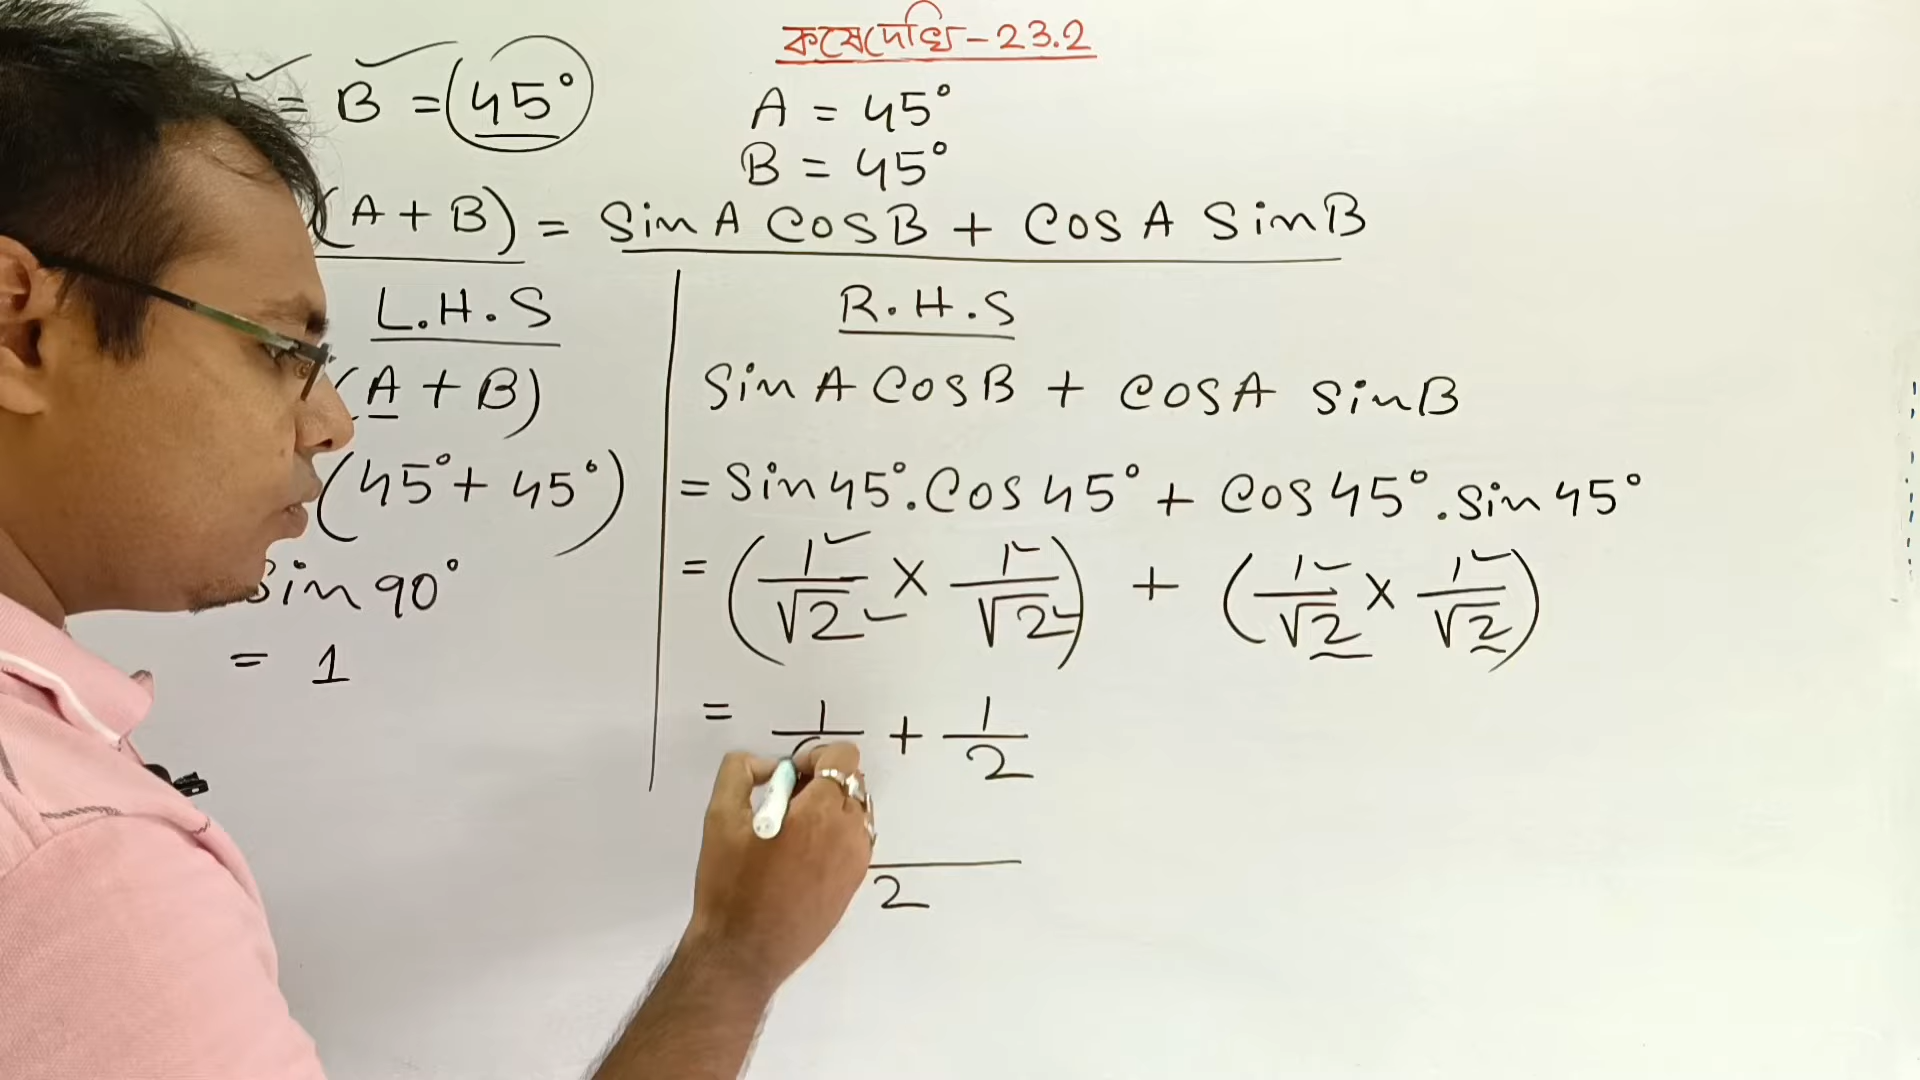 কষেদেখি-23.2
= B = 45°
A = 45°
B = 45°
(A + B) = Sin A Cos B + Cos A Sin B
L.H.S
R.H.S
(A + B)
Sin A Cos B + Cos A Sin B
(45° + 45°)
= Sin 45°. Cos 45° + Cos 45°. Sin 45°
Sin 90°
= (1/√2 × 1/√2) + (1/√2 × 1/√2)
= 1
= 1/ + 1/2
2